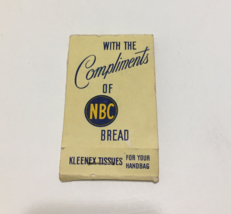 WITH THE
Compliments
OF
NBC
BREAD
KLEENEX TISSUES FOR YOUR HANDBAG